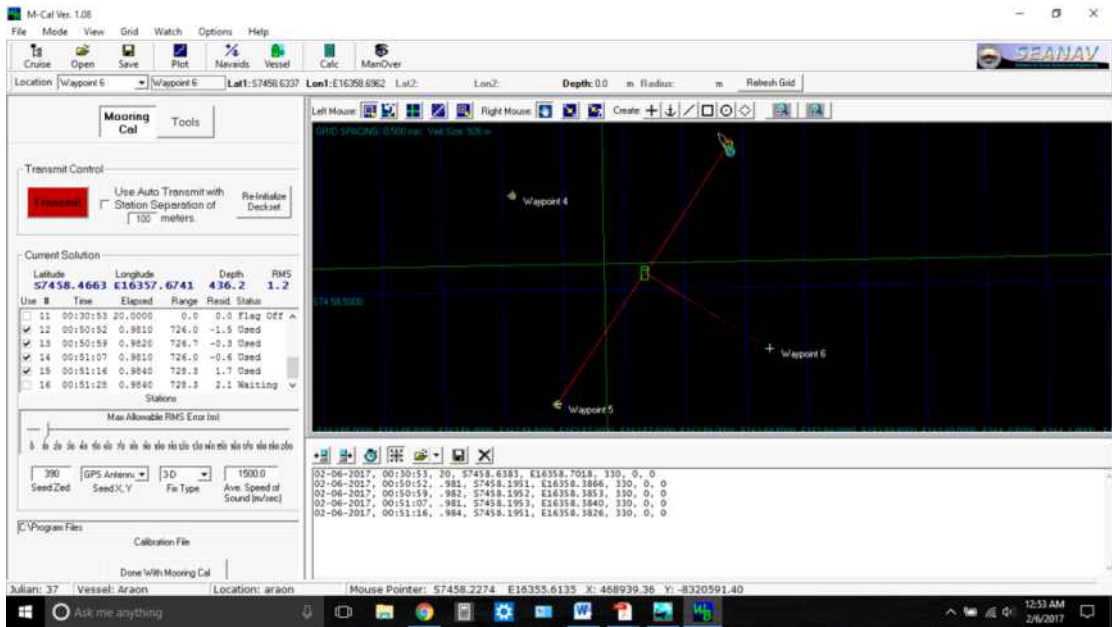 M-Cal Ver. 1.08
File Mode View Grid Watch Options Help
Cruise Open Save Plot Navaids Vessel Calc ManOver
SEANAV
Location Waypoint 6 Waypoint 6 Lat1: S7458.6337 Lon1: E16358.6962 Lat2: Lon2: Depth: 0.0 m Radius: m Refresh Grid
Mooring Cal Tools
Left Mouse: Right Mouse: Create:
GRID SPACING: 0.500 nm, Vert Size: 926 m
Transmit Control
Transmit
Use Auto Transmit with Station Separation of 100 meters.
Re-Initialize Deckset
Waypoint 4
Current Solution
Latitude Longitude Depth RMS
S7458.4663 E16357.6741 436.2 1.2
Use # Time Elapsed Range Resid Status
11 00:30:53 20.0000 0.0 0.0 Flag Off
12 00:50:52 0.9810 726.0 -1.5 Used
13 00:50:59 0.9820 726.7 -0.3 Used
14 00:51:07 0.9810 726.0 -0.6 Used
15 00:51:16 0.9840 728.3 1.7 Used
16 00:51:28 0.9840 728.3 2.1 Waiting
Stations
S74 58.5000
Waypoint 6
Waypoint 5
Max Allowable RMS Error (m)
390 GPS Antenna 3-D 1500.0
Seed Zed Seed X, Y Fix Type Ave. Speed of Sound (m/sec)
02-06-2017, 00:30:53, 20, S7458.6383, E16358.7018, 330, 0, 0
02-06-2017, 00:50:52, .981, S7458.1951, E16358.3866, 330, 0, 0
02-06-2017, 00:50:59, .982, S7458.1952, E16358.3853, 330, 0, 0
02-06-2017, 00:51:07, .981, S7458.1953, E16358.3840, 330, 0, 0
02-06-2017, 00:51:16, .984, S7458.1951, E16358.3826, 330, 0, 0
C:\Program Files
Calibration File
Done With Mooring Cal
Julian: 37 Vessel: Araon Location: araon Mouse Pointer: S7458.2274 E16355.6135 X: 468939.36 Y: -8320591.40
Ask me anything
12:53 AM
2/6/2017